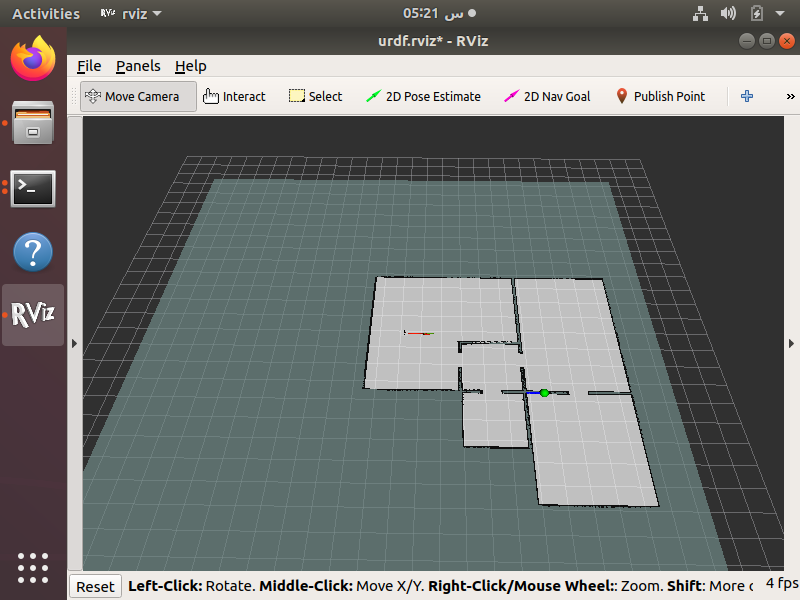 Activities RViz rviz 05:21 س
urdf.rviz* - RViz
File Panels Help
Move Camera Interact Select 2D Pose Estimate 2D Nav Goal Publish Point »
>_
?
RViz
Reset Left-Click: Rotate. Middle-Click: Move X/Y. Right-Click/Mouse Wheel:: Zoom. Shift: More 4 fps